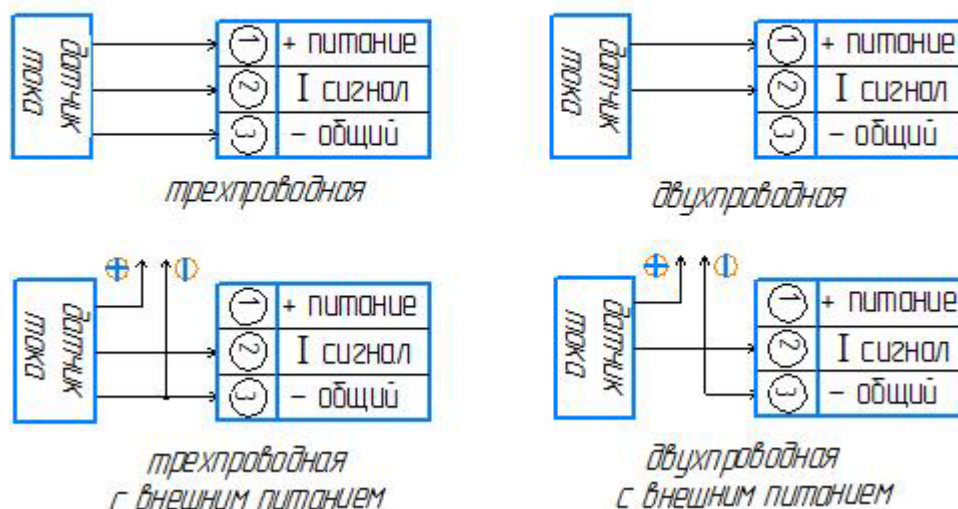 датчик
тока
1 + питание
2 I сигнал
3 - общий
трехпроводная
датчик
тока
1 + питание
2 I сигнал
3 - общий
двухпроводная
датчик
тока
1 + питание
2 I сигнал
3 - общий
трехпроводная
с внешним питанием
датчик
тока
1 + питание
2 I сигнал
3 - общий
двухпроводная
с внешним питанием